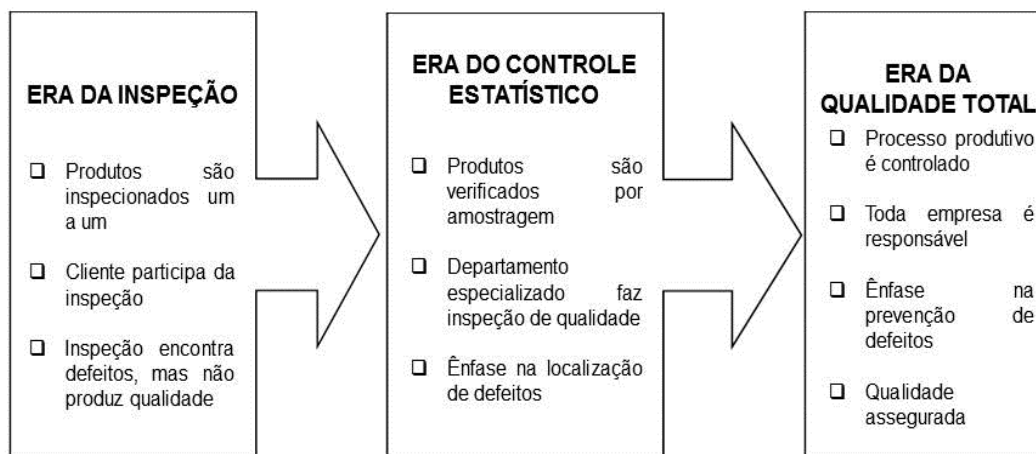 ERA DA INSPEÇÃO
❑ Produtos são
inspecionados um
a um
❑ Cliente participa da
inspeção
❑ Inspeção encontra
defeitos, mas não
produz qualidade
ERA DO CONTROLE
ESTATÍSTICO
❑ Produtos são
verificados por
amostragem
❑ Departamento
especializado faz
inspeção de qualidade
❑ Ênfase na localização
de defeitos
ERA DA
QUALIDADE TOTAL
❑ Processo produtivo
é controlado
❑ Toda empresa é
responsável
❑ Ênfase na
prevenção de
defeitos
❑ Qualidade
assegurada